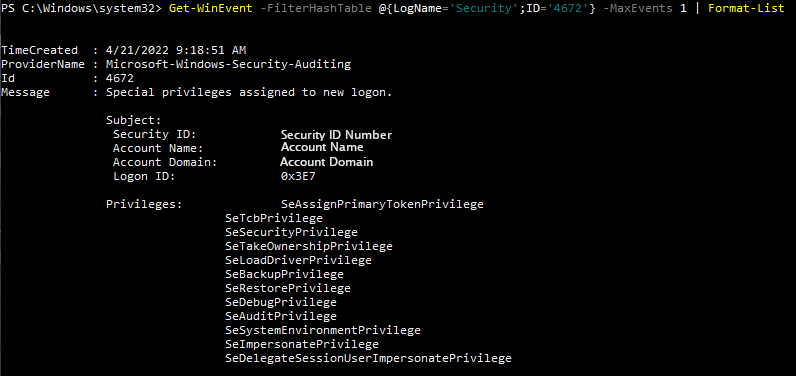 PS C:\Windows\system32> Get-WinEvent -FilterHashTable @{LogName='Security';ID='4672'} -MaxEvents 1 | Format-List
TimeCreated  : 4/21/2022 9:18:51 AM
ProviderName : Microsoft-Windows-Security-Auditing
Id           : 4672
Message      : Special privileges assigned to new logon.
Subject:
Security ID: Security ID Number
Account Name: Account Name
Account Domain: Account Domain
Logon ID: 0x3E7
Privileges: SeAssignPrimaryTokenPrivilege
SeTcbPrivilege
SeSecurityPrivilege
SeTakeOwnershipPrivilege
SeLoadDriverPrivilege
SeBackupPrivilege
SeRestorePrivilege
SeDebugPrivilege
SeAuditPrivilege
SeSystemEnvironmentPrivilege
SeImpersonatePrivilege
SeDelegateSessionUserImpersonatePrivilege